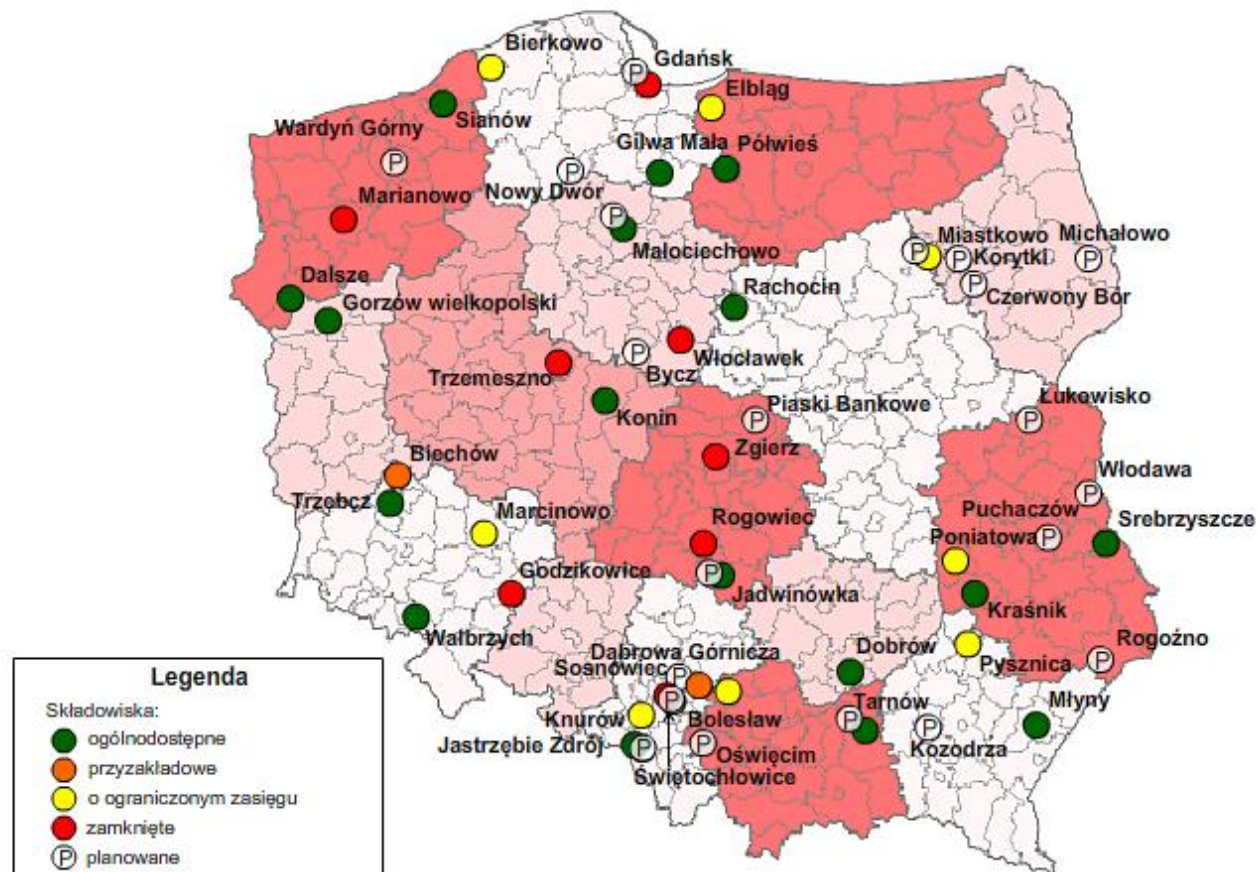 Bierkowo
Gdańsk
Elbląg
Sianów
Wardyń Górny
Gilwa Mała
Półwieś
Marianowo
Nowy Dwór
Małociechowo
Miastkowo
Michałowo
Korytki
Czerwony Bór
Dalsze
Gorzów wielkopolski
Rachocin
Włocławek
Trzemeszno
Bycz
Konin
Piaski Bankowe
Łukowisko
Zgierz
Biechów
Włodawa
Trzebcz
Marcinowo
Rogowiec
Puchaczów
Srebrzyszcze
Poniatowa
Godzikowice
Jadwinówka
Kraśnik
Wałbrzych
Dobrów
Rogoźno
Pysznica
Dąbrowa Górnicza
Sosnowiec
Tarnów
Młyny
Knurów
Bolesław
Kozodrza
Jastrzębie Zdrój
Oświęcim
Świętochłowice
Legenda
Składowiska:
ogólnodostępne
przyzakładowe
o ograniczonym zasięgu
zamknięte
P planowane